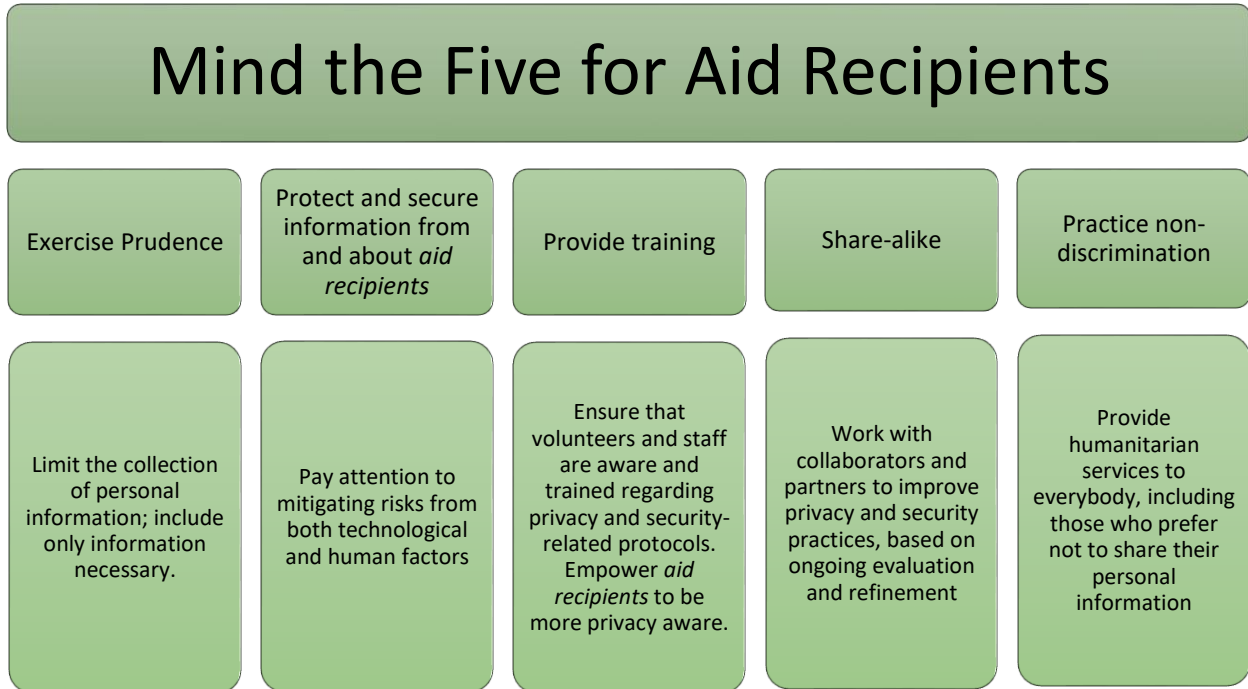 Mind the Five for Aid Recipients
Exercise Prudence
Protect and secure
information from
and about aid
recipients
Provide training
Share-alike
Practice non-
discrimination
Limit the collection
of personal
information; include
only information
necessary.
Pay attention to
mitigating risks from
both technological
and human factors
Ensure that
volunteers and staff
are aware and
trained regarding
privacy and security-
related protocols.
Empower aid
recipients to be
more privacy aware.
Work with
collaborators and
partners to improve
privacy and security
practices, based on
ongoing evaluation
and refinement
Provide
humanitarian
services to
everybody, including
those who prefer
not to share their
personal
information